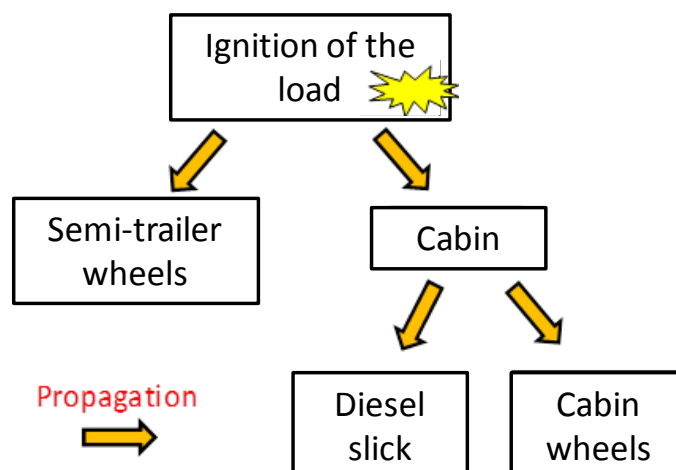 Ignition of the
load
Semi-trailer
wheels
Cabin
Propagation
Diesel
slick
Cabin
wheels